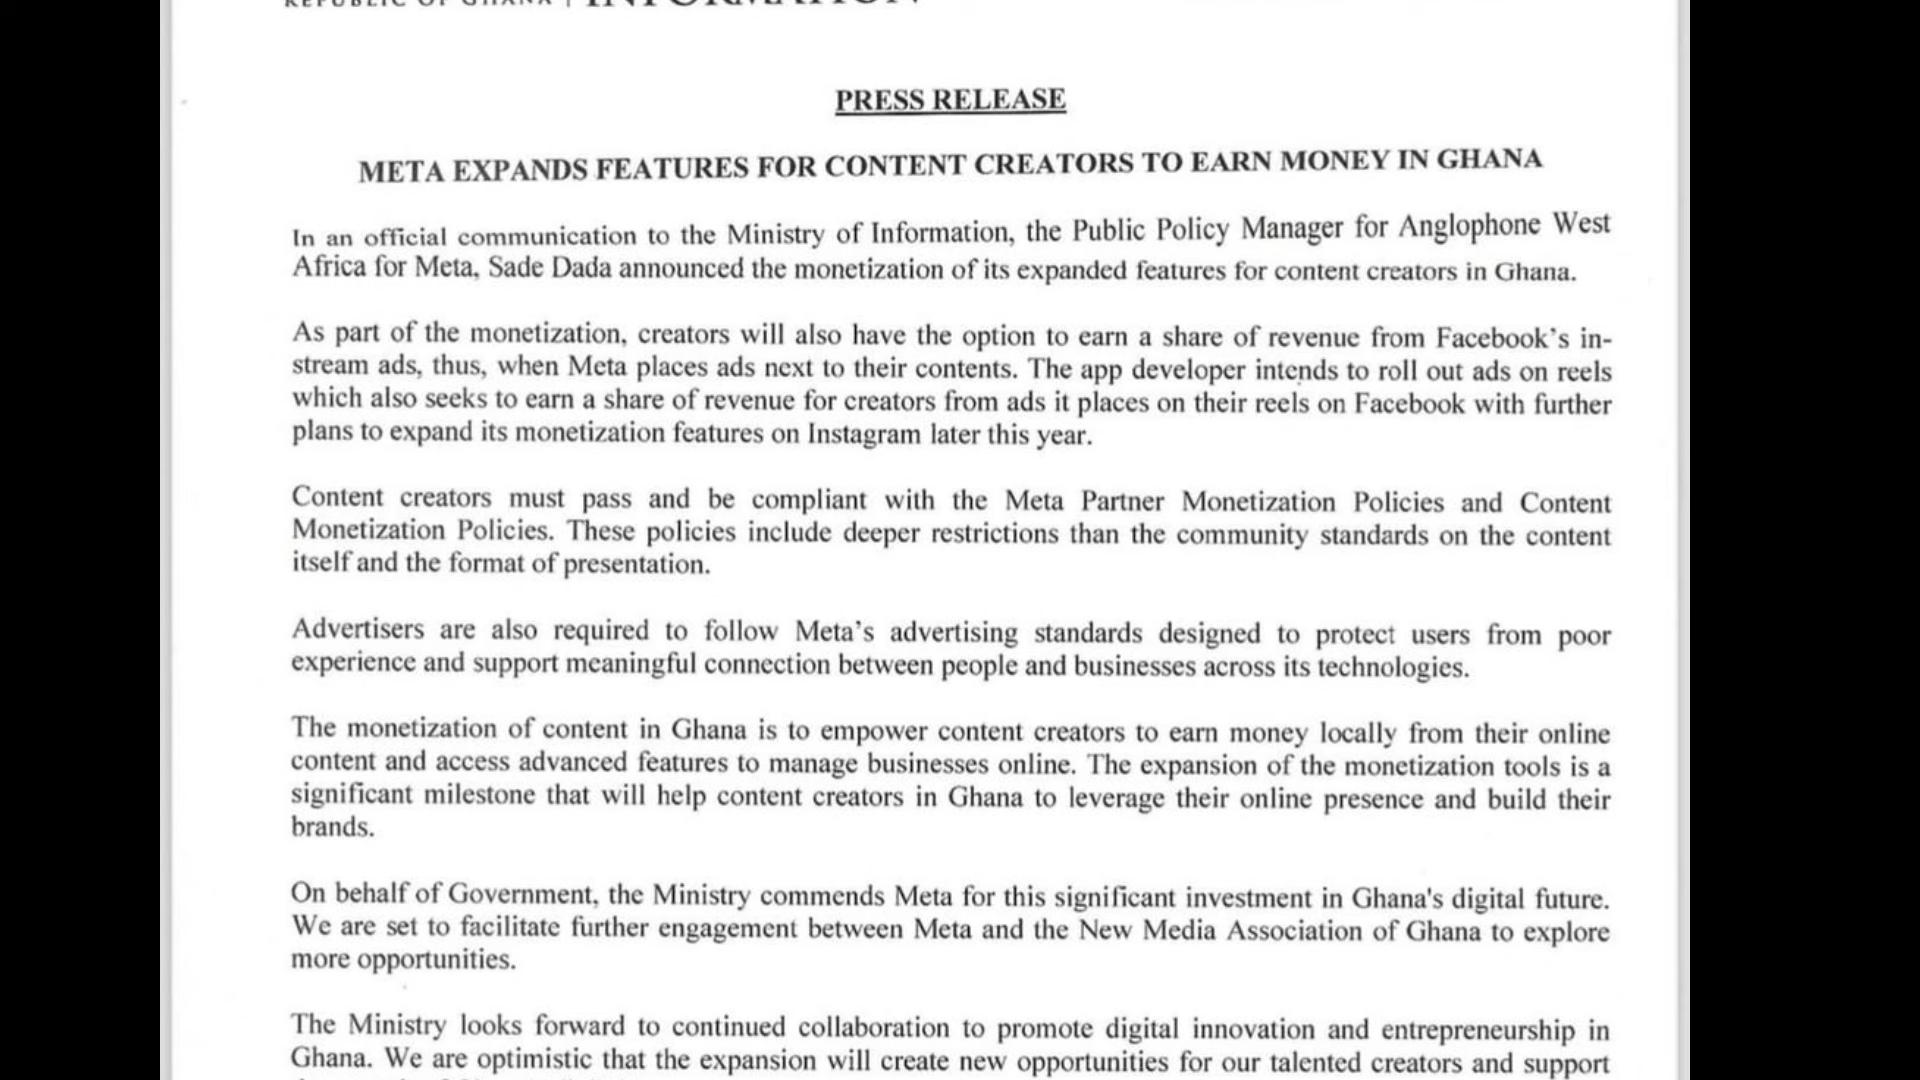 REPUBLIC OF GHANA | INFORMATION
PRESS RELEASE
META EXPANDS FEATURES FOR CONTENT CREATORS TO EARN MONEY IN GHANA
In an official communication to the Ministry of Information, the Public Policy Manager for Anglophone West
Africa for Meta, Sade Dada announced the monetization of its expanded features for content creators in Ghana.
As part of the monetization, creators will also have the option to earn a share of revenue from Facebook's in-
stream ads, thus, when Meta places ads next to their contents. The app developer intends to roll out ads on reels
which also seeks to earn a share of revenue for creators from ads it places on their reels on Facebook with further
plans to expand its monetization features on Instagram later this year.
Content creators must pass and be compliant with the Meta Partner Monetization Policies and Content
Monetization Policies. These policies include deeper restrictions than the community standards on the content
itself and the format of presentation.
Advertisers are also required to follow Meta's advertising standards designed to protect users from poor
experience and support meaningful connection between people and businesses across its technologies.
The monetization of content in Ghana is to empower content creators to earn money locally from their online
content and access advanced features to manage businesses online. The expansion of the monetization tools is a
significant milestone that will help content creators in Ghana to leverage their online presence and build their
brands.
On behalf of Government, the Ministry commends Meta for this significant investment in Ghana's digital future.
We are set to facilitate further engagement between Meta and the New Media Association of Ghana to explore
more opportunities.
The Ministry looks forward to continued collaboration to promote digital innovation and entrepreneurship in
Ghana. We are optimistic that the expansion will create new opportunities for our talented creators and support